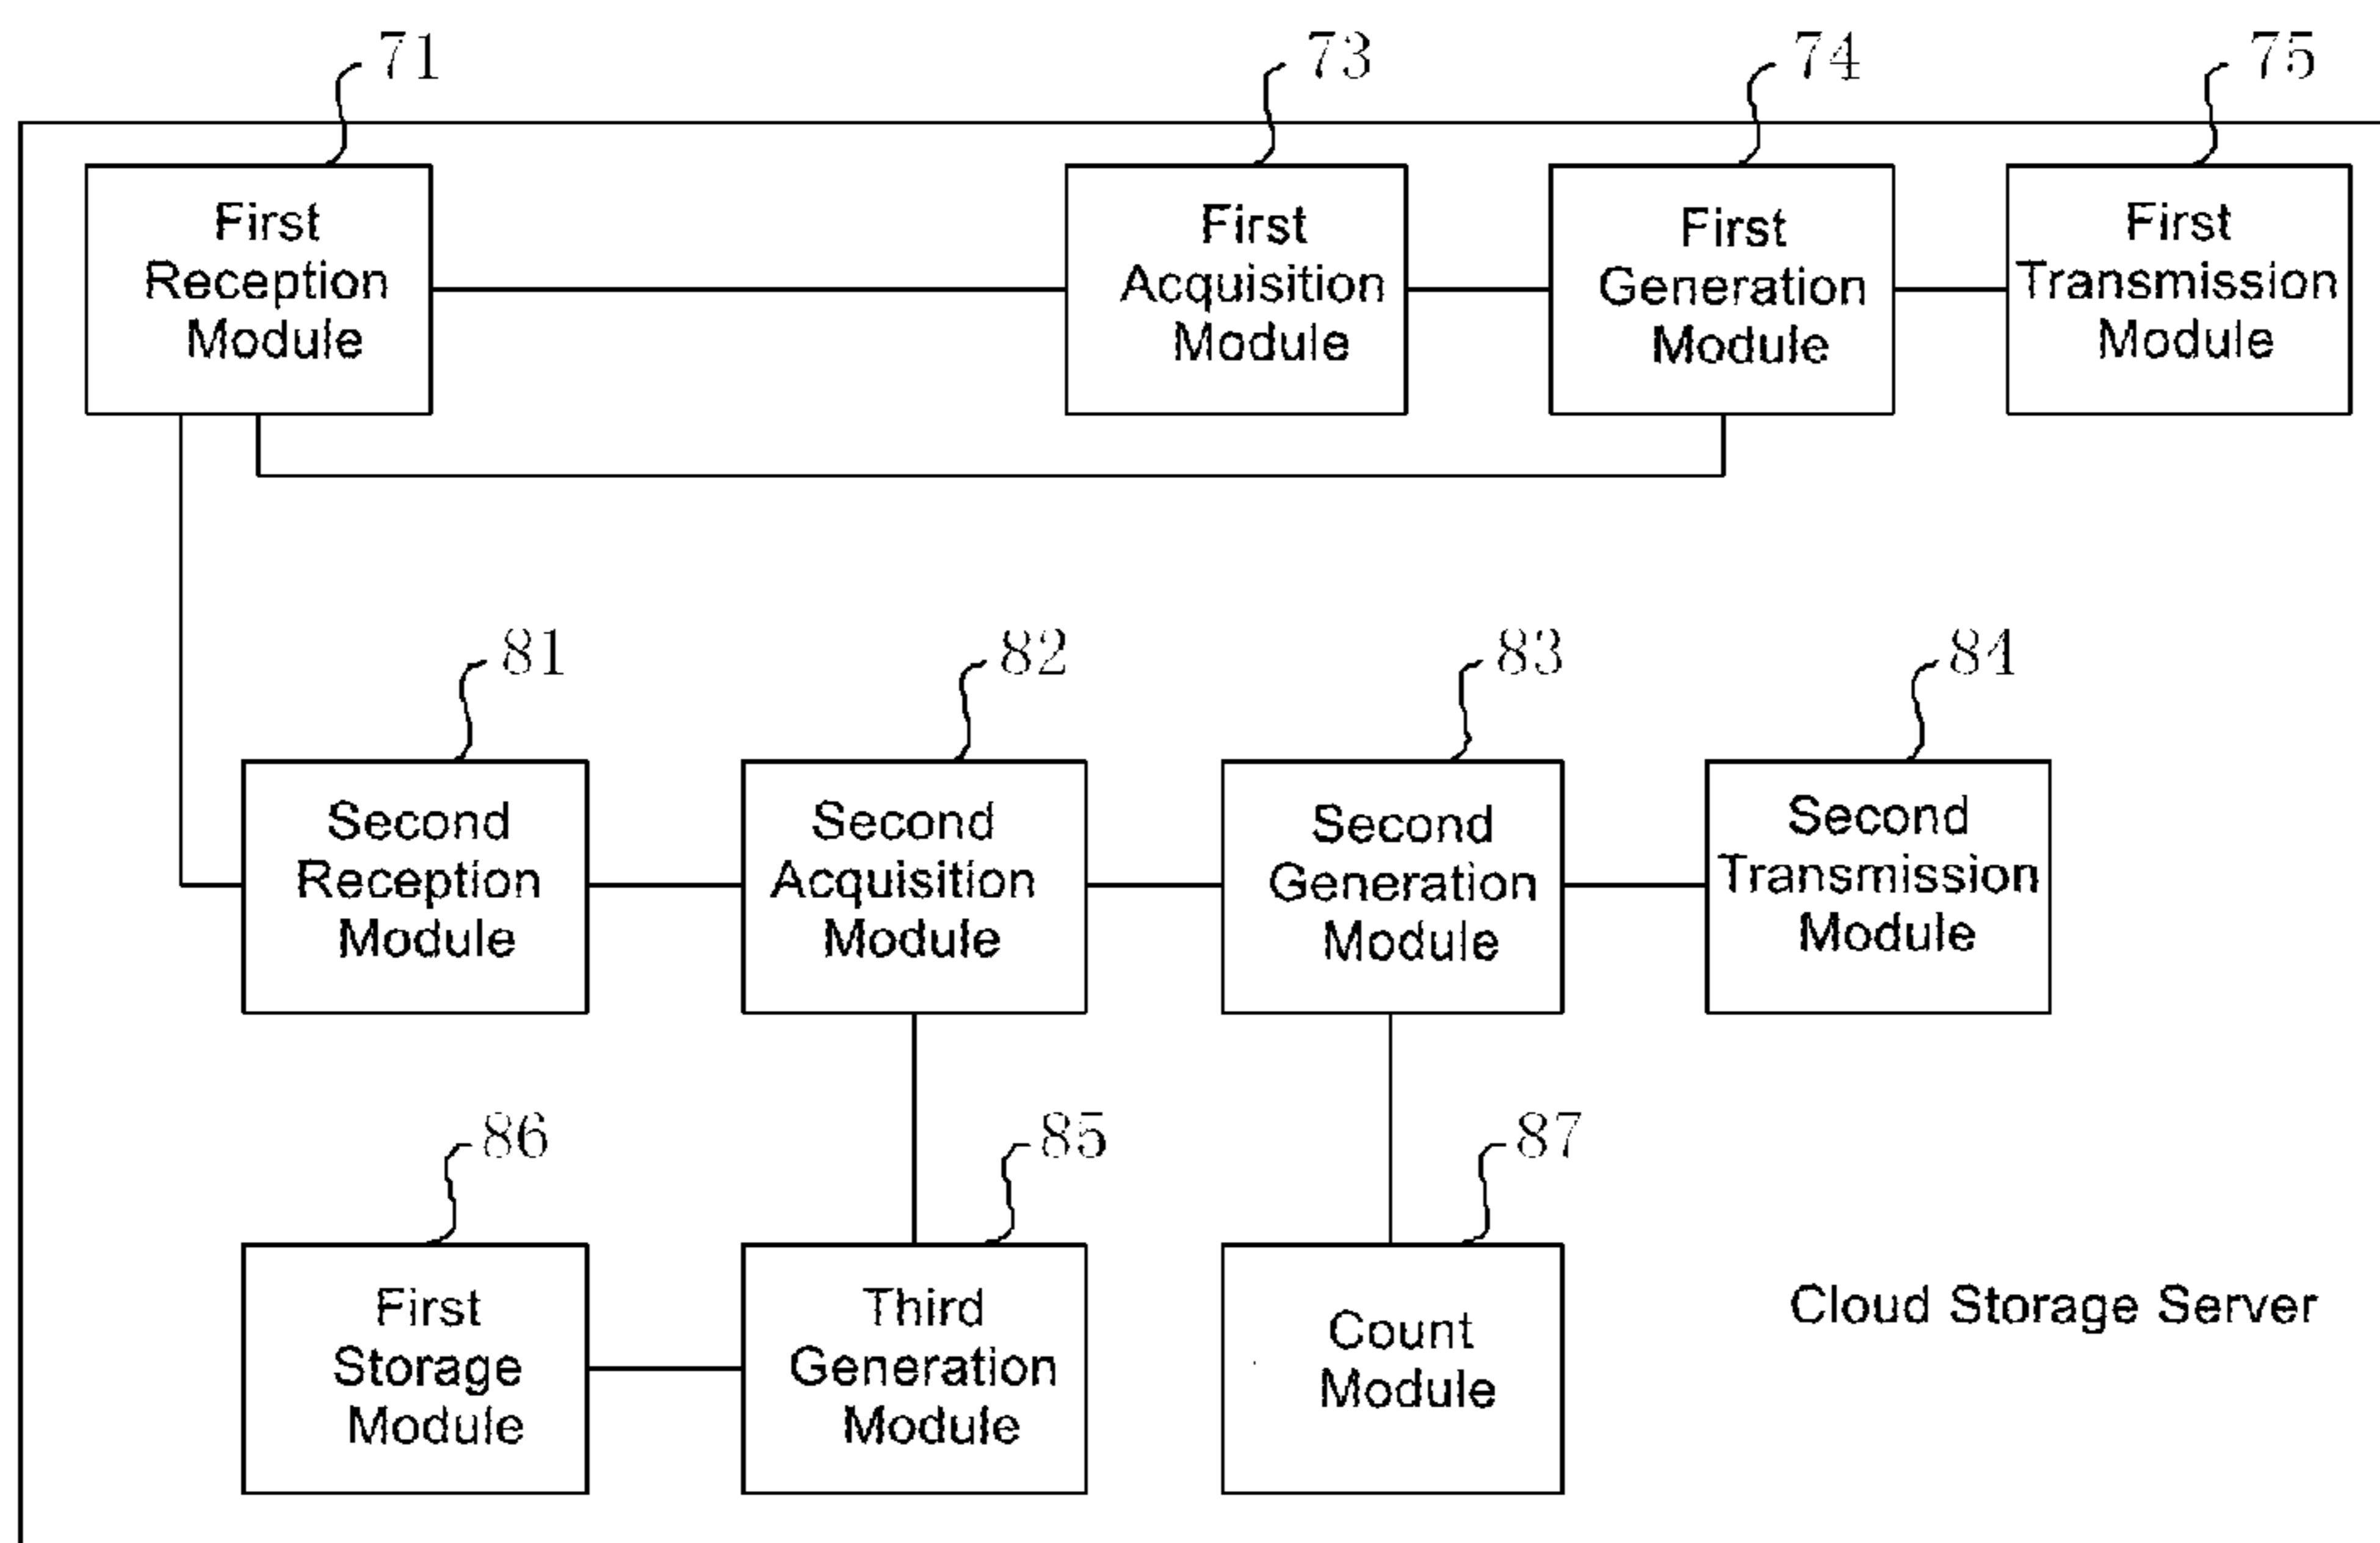 71
73
74
75
First
Reception
Module
First
Acquisition
Module
First
Generation
Module
First
Transmission
Module
81
82
83
84
Second
Reception
Module
Second
Acquisition
Module
Second
Generation
Module
Second
Transmission
Module
86
85
87
First
Storage
Module
Third
Generation
Module
Count
Module
Cloud Storage Server